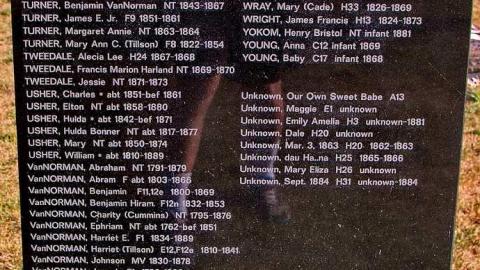 TURNER, Benjamin VanNorman NT 1843-1867
TURNER, James E. Jr. F9 1851-1861
TURNER, Margaret Annie NT 1863-1864
TURNER, Mary Ann C. (Tillson) F8 1822-1854
TWEEDALE, Alecia Lee H24 1867-1868
TWEEDALE, Francis Marion Harland NT 1869-1870
TWEEDALE, Jessie NT 1871-1873
USHER, Charles * abt 1851-bef 1861
USHER, Elton NT abt 1858-1880
USHER, Hulda * abt 1842-bef 1871
USHER, Hulda Bonner NT abt 1817-1877
USHER, Mary NT abt 1850-1874
USHER, William * abt 1810-1889
VanNORMAN, Abraham NT 1791-1879
VanNORMAN, Abram F abt 1803-1866
VanNORMAN, Benjamin F11,12e 1800-1869
VanNORMAN, Benjamin Hiram. F12n 1832-1853
VanNORMAN, Charity (Cummins) NT 1795-1876
VanNORMAN, Ephriam NT abt 1762-bef 1851
VanNORMAN, Harriet E. F1 1834-1889
VanNORMAN, Harriet (Tillson) E12,F12e 1810-1841
VanNORMAN, Johnson MV 1830-1878
WRAY, Mary (Cade) H33 1826-1869
WRIGHT, James Francis H13 1824-1873
YOKOM, Henry Bristol NT infant 1881
YOUNG, Anna C12 infant 1869
YOUNG, Baby C17 infant 1868
Unknown, Our Own Sweet Babe A13
Unknown, Maggie E1 unknown
Unknown, Emily Amelia H3 unknown-1881
Unknown, Dale H20 unknown
Unknown, Mar. 3, 1863 H20 1862-1863
Unknown, dau Ha..na H25 1865-1866
Unknown, Mary Eliza H26 unknown
Unknown, Sept. 1884 H31 unknown-1884